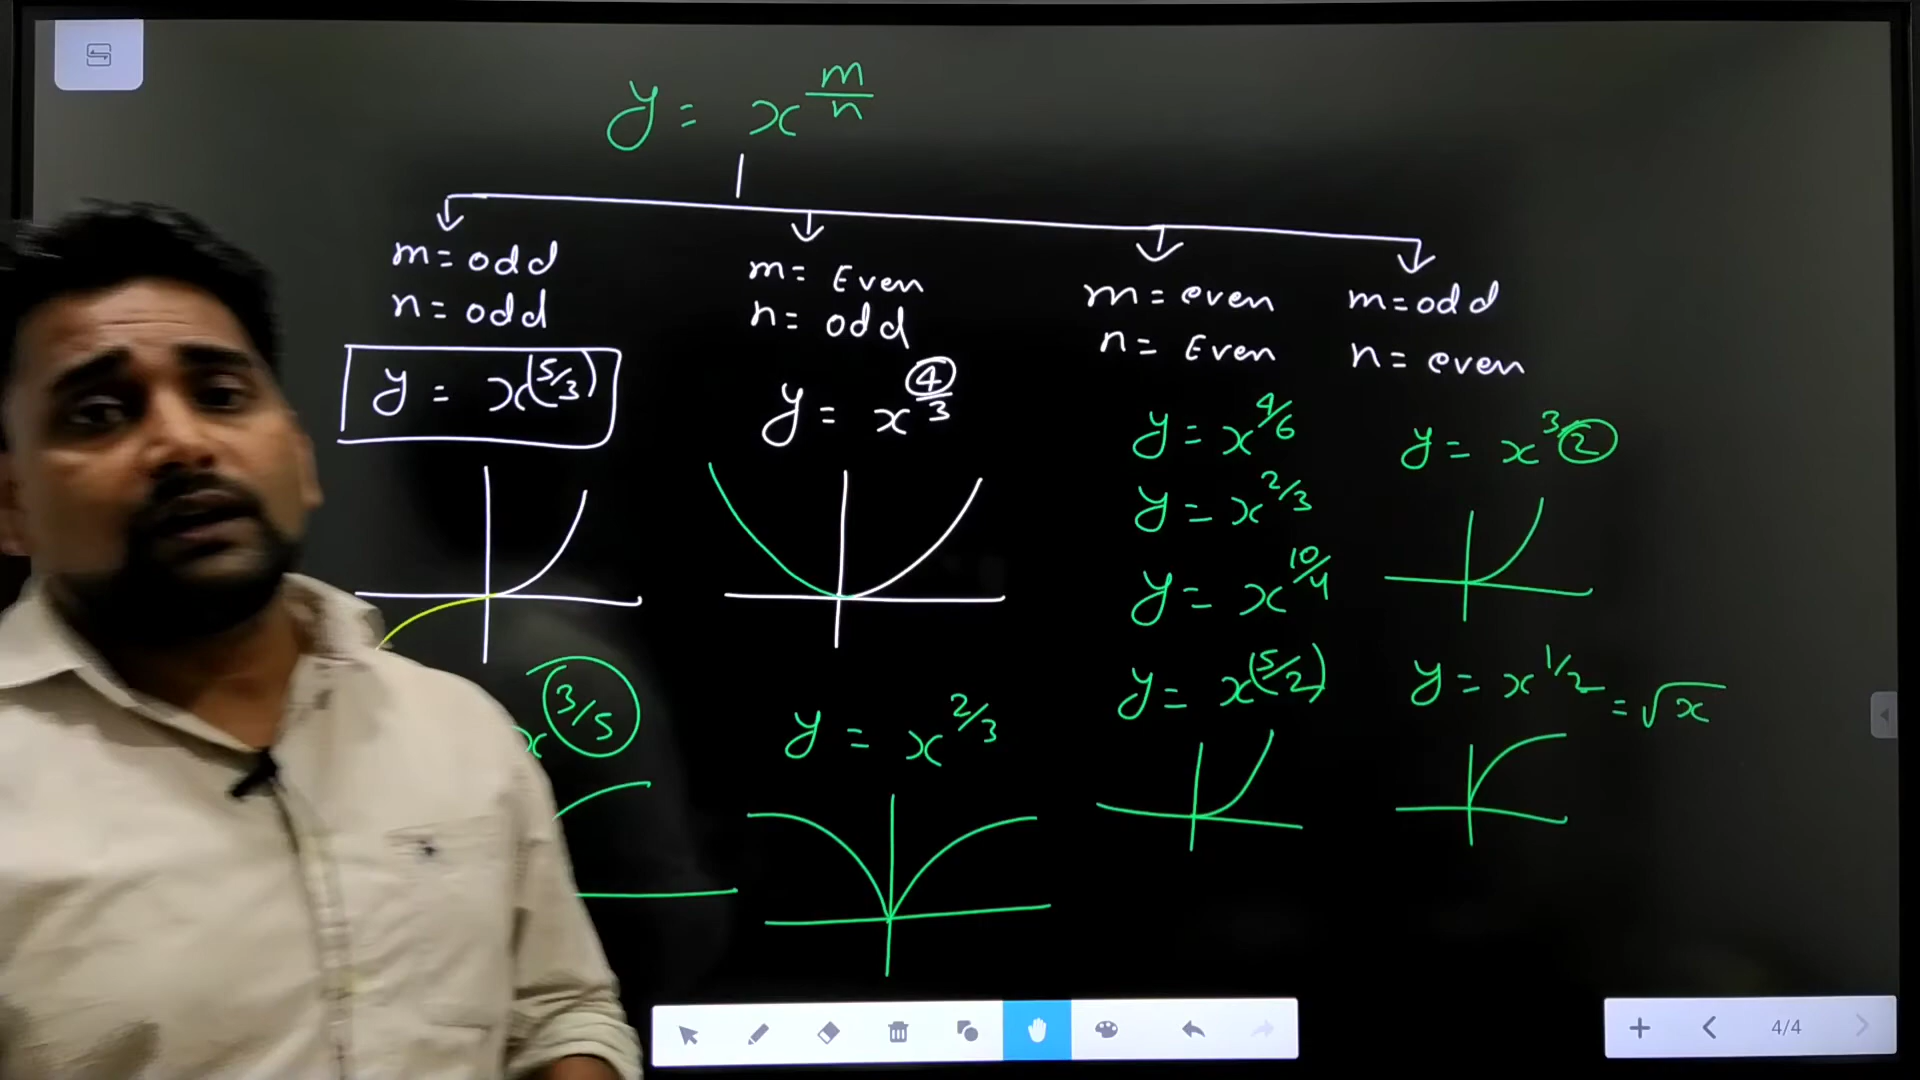 y = x^(m/n)
m = odd
n = odd
y = x^(5/3)
x^(3/5)
m = Even
n = odd
y = x^(4/3)
y = x^(2/3)
m = even
n = Even
y = x^(4/6)
y = x^(2/3)
y = x^(10/4)
y = x^(5/2)
m = odd
n = even
y = x^(3/2)
y = x^(1/2) = √x
4/4